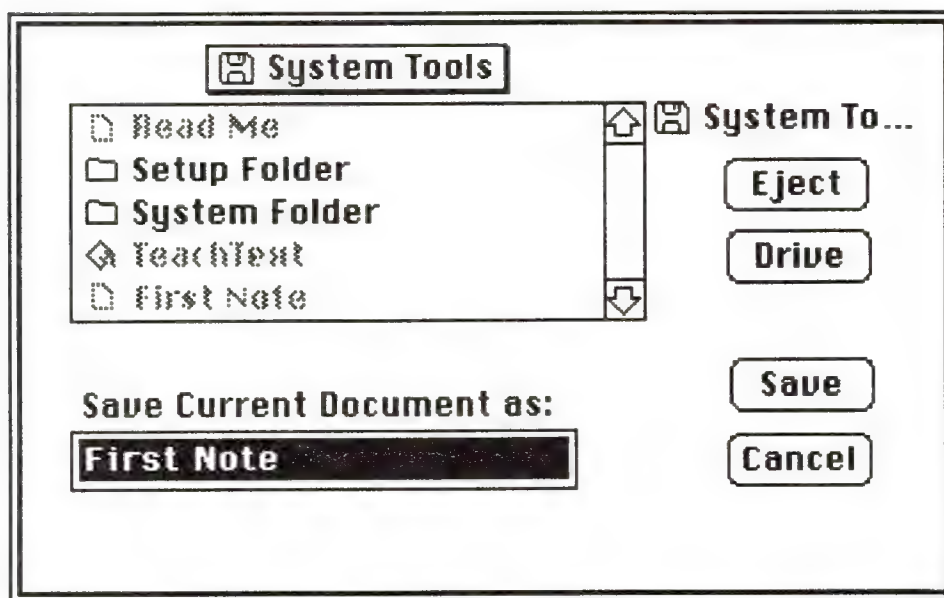 System Tools
Read Me
Setup Folder
System Folder
TeachText
First Note
System To...
Eject
Drive
Save Current Document as:
First Note
Save
Cancel